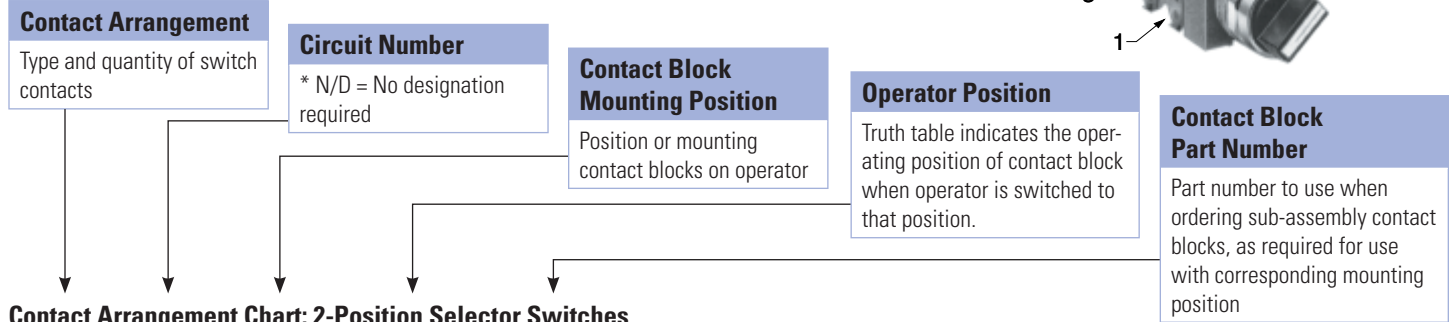 Contact Arrangement
Type and quantity of switch
contacts
Circuit Number
* N/D = No designation
required
Contact Block
Mounting Position
Position or mounting
contact blocks on operator
Operator Position
Truth table indicates the oper-
ating position of contact block
when operator is switched to
that position.
Contact Block
Part Number
Part number to use when
ordering sub-assembly contact
blocks, as required for use
with corresponding mounting
position
1
Contact Arrangement Chart: 2-Position Selector Switches